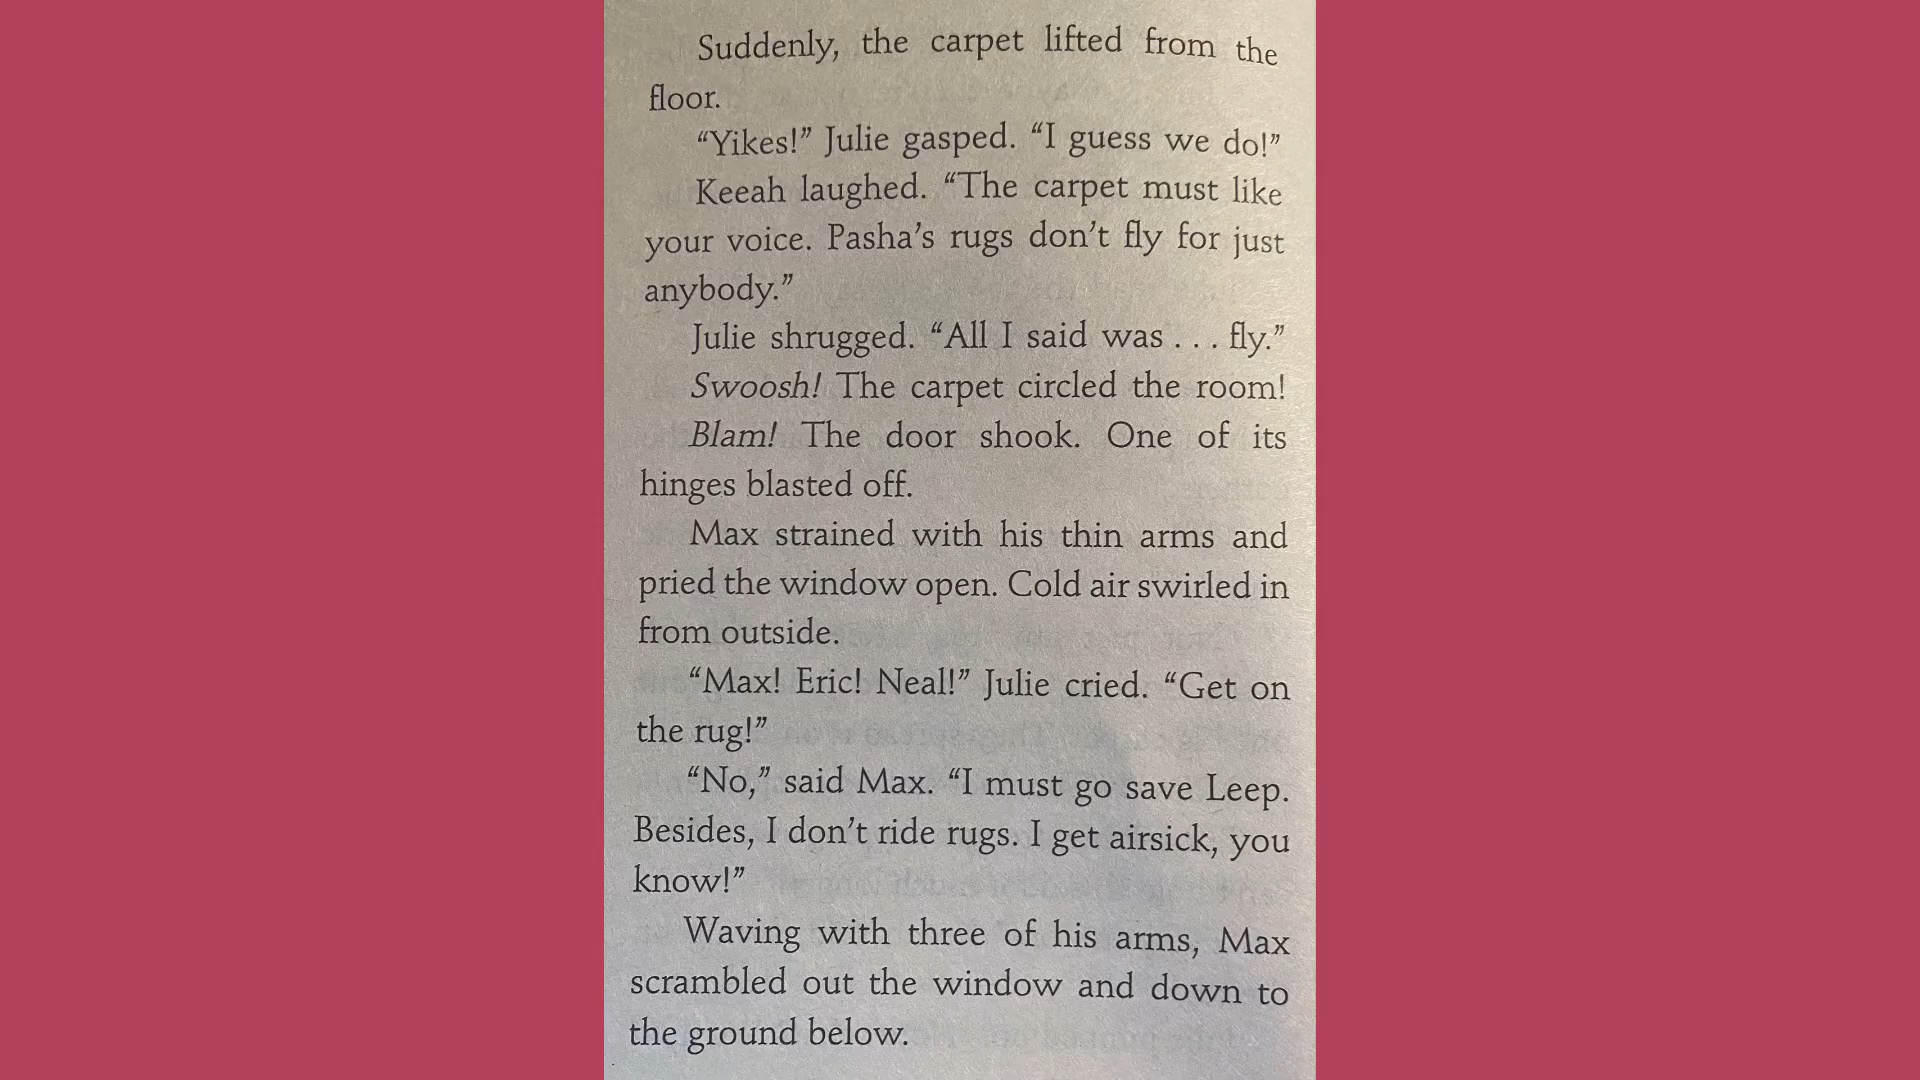 Suddenly, the carpet lifted from the
floor.
“Yikes!” Julie gasped. “I guess we do!”
Keeah laughed. “The carpet must like
your voice. Pasha’s rugs don’t fly for just
anybody.”
Julie shrugged. “All I said was . . . fly.”
Swoosh! The carpet circled the room!
Blam! The door shook. One of its
hinges blasted off.
Max strained with his thin arms and
pried the window open. Cold air swirled in
from outside.
“Max! Eric! Neal!” Julie cried. “Get on
the rug!”
“No,” said Max. “I must go save Leep.
Besides, I don’t ride rugs. I get airsick, you
know!”
Waving with three of his arms, Max
scrambled out the window and down to
the ground below.